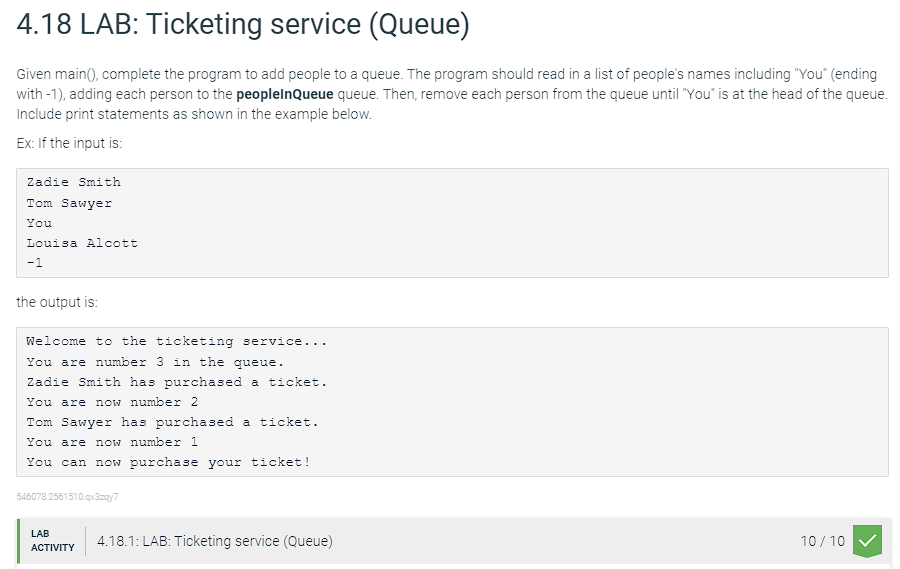 4.18 LAB: Ticketing service (Queue)
Given main(), complete the program to add people to a queue. The program should read in a list of people's names including "You" (ending
with -1), adding each person to the peopleInQueue queue. Then, remove each person from the queue until "You" is at the head of the queue.
Include print statements as shown in the example below.
Ex: If the input is:
Zadie Smith
Tom Sawyer
You
Louisa Alcott
-1
the output is:
Welcome to the ticketing service...
You are number 3 in the queue.
Zadie Smith has purchased a ticket.
You are now number 2
Tom Sawyer has purchased a ticket.
You are now number 1
You can now purchase your ticket!
546078.2561510.qx3zqy7
LAB
ACTIVITY
4.18.1: LAB: Ticketing service (Queue)
10 / 10